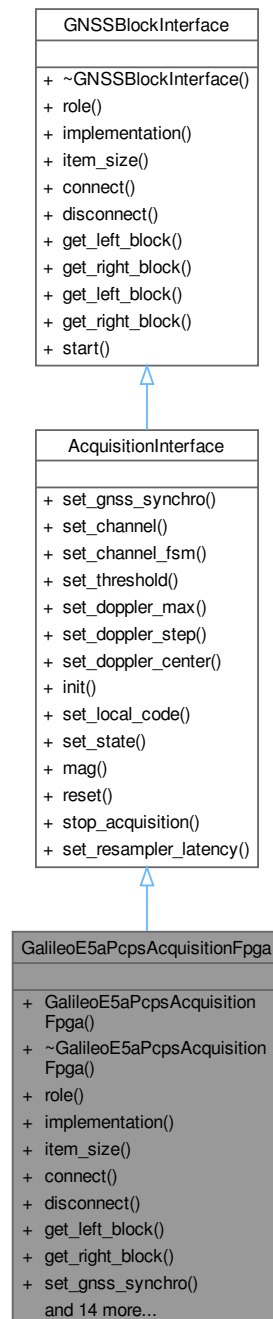 GNSSBlockInterface
+ ~GNSSBlockInterface()
+ role()
+ implementation()
+ item_size()
+ connect()
+ disconnect()
+ get_left_block()
+ get_right_block()
+ get_left_block()
+ get_right_block()
+ start()
AcquisitionInterface
+ set_gnss_synchro()
+ set_channel()
+ set_channel_fsm()
+ set_threshold()
+ set_doppler_max()
+ set_doppler_step()
+ set_doppler_center()
+ init()
+ set_local_code()
+ set_state()
+ mag()
+ reset()
+ stop_acquisition()
+ set_resampler_latency()
GalileoE5aPcpsAcquisitionFpga
+ GalileoE5aPcpsAcquisition
Fpga()
+ ~GalileoE5aPcpsAcquisition
Fpga()
+ role()
+ implementation()
+ item_size()
+ connect()
+ disconnect()
+ get_left_block()
+ get_right_block()
+ set_gnss_synchro()
and 14 more...